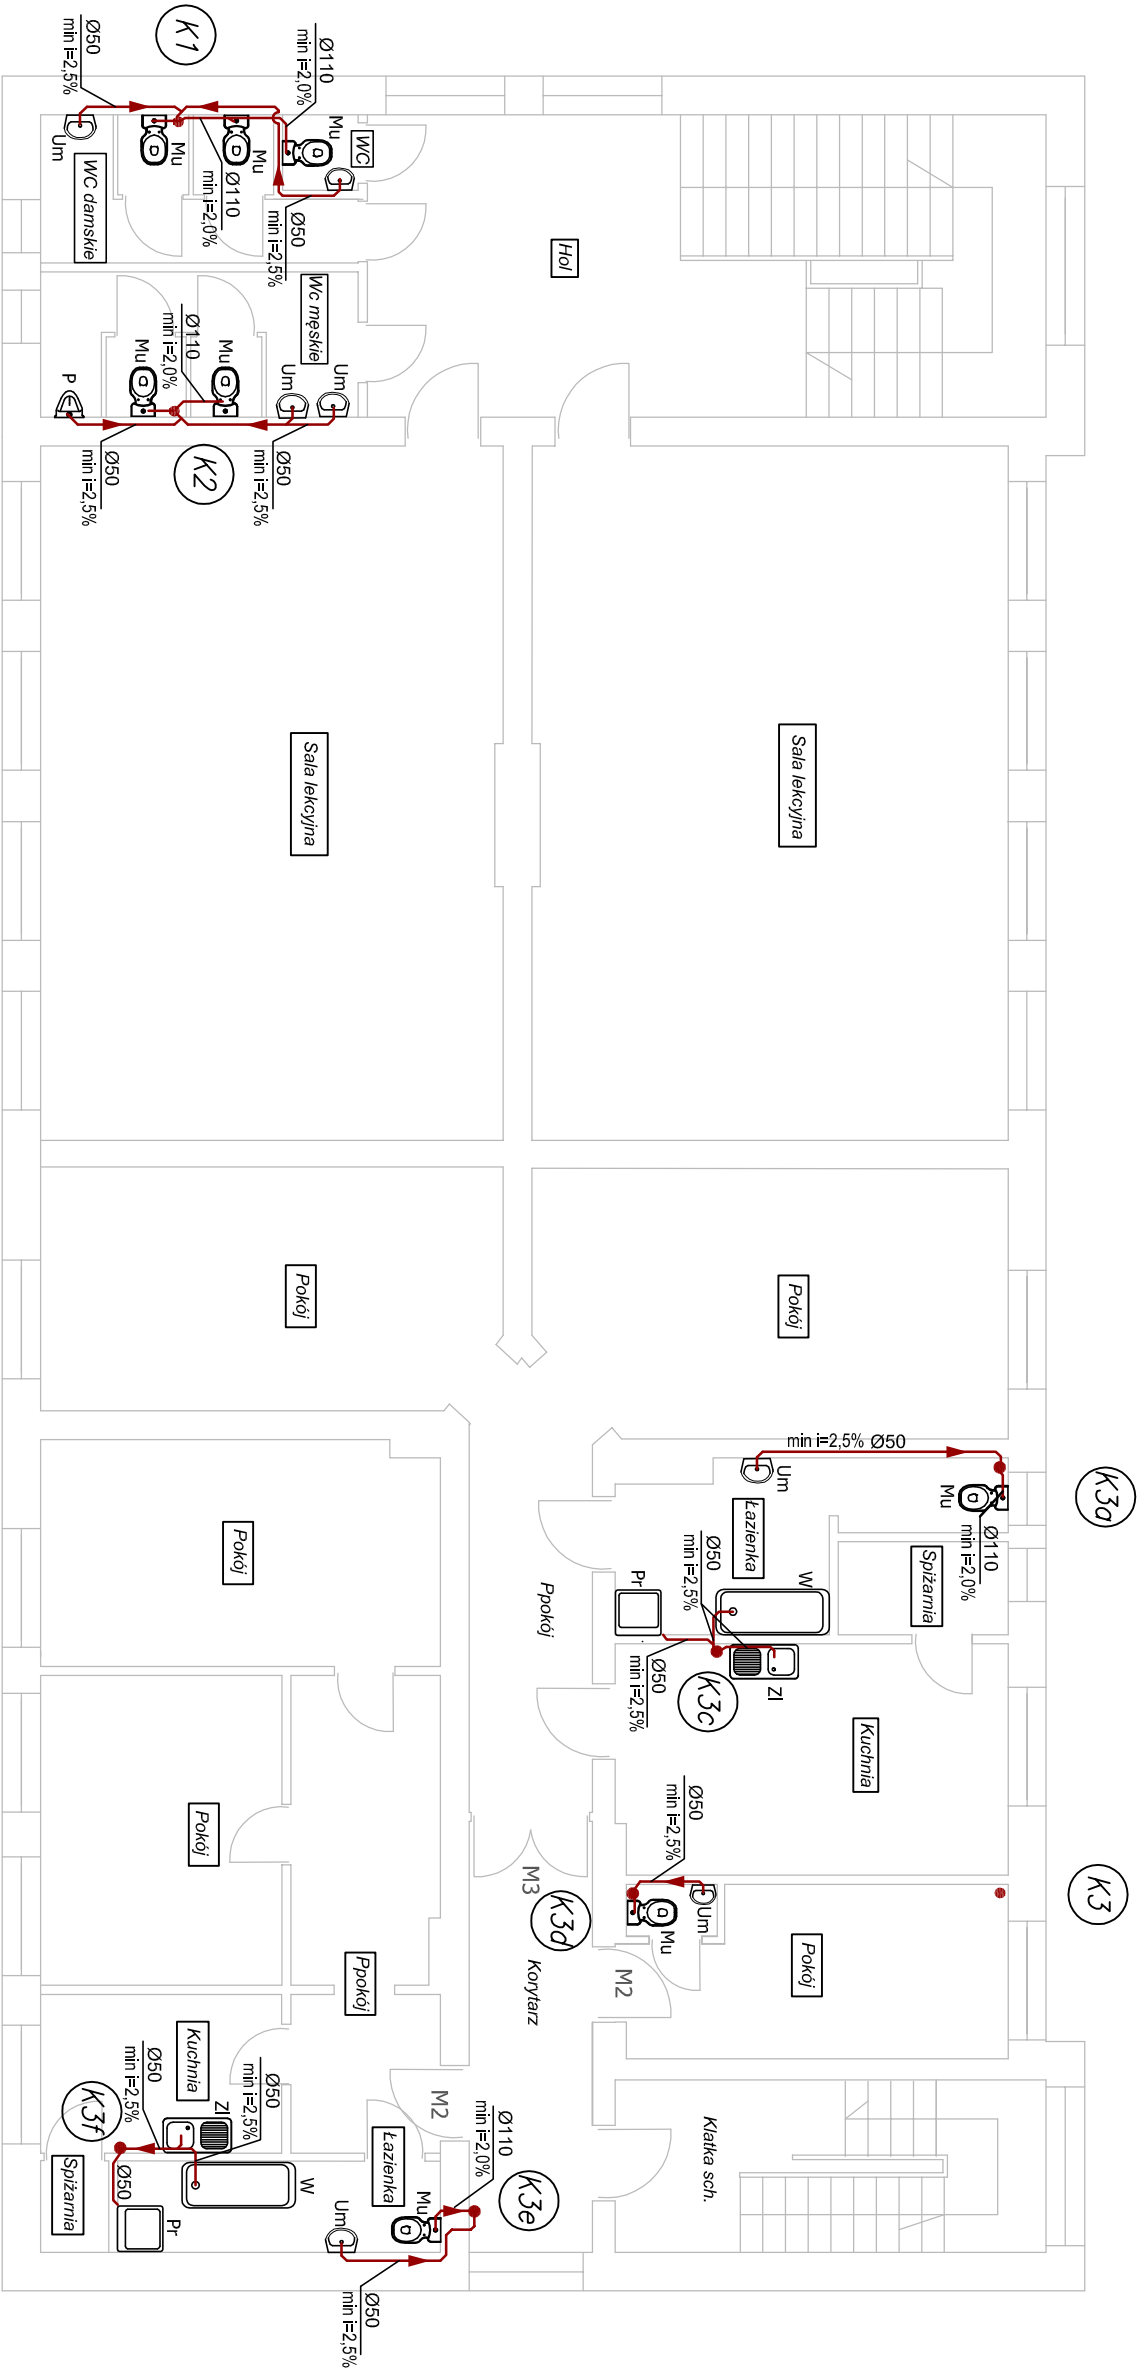 K1
Ø50
min i=2,5%
Ø110
min i=2,0%
Um
Mu
Mu
Mu
WC
WC damskie
Ø110
min i=2,0%
Ø50
min i=2,5%
Hol
Wc męskie
Ø110
min i=2,0%
P
Mu
Mu
Um
Um
Ø50
min i=2,5%
K2
Ø50
min i=2,5%
Sala lekcyjna
Sala lekcyjna
Pokój
Pokój
min i=2,5% Ø50
K3a
Um
Mu
Ø110
min i=2,0%
Łazienka
Spiżarnia
Pokój
Ø50
min i=2,5%
Ppokój
Pr
W
Ø50
min i=2,5%
K3c
Zl
Kuchnia
Pokój
Ø50
min i=2,5%
K3
M3
K3d
Um
Mu
Pokój
M2
Korytarz
Ppokój
Kuchnia
Ø50
min i=2,5%
Ø50
min i=2,5%
K3f
Zl
M2
Ø110
min i=2,0%
Klatka sch.
Łazienka
Spiżarnia
Ø50
W
Pr
Um
Mu
K3e
Ø50
min i=2,5%